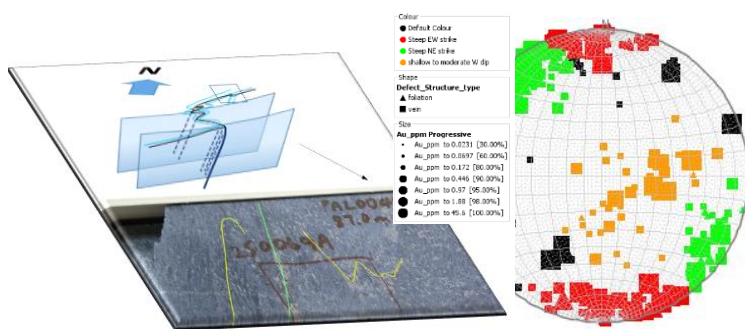 N
PAL004
87.0 m
250069A
Colour
Default Colour
Steep EW strike
Steep NE strike
shallow to moderate W dip
Shape
Defect_Structure_type
foliation
vein
Size
Au_ppm Progressive
Au_ppm to 0.0231 [30.00%]
Au_ppm to 0.0697 [60.00%]
Au_ppm to 0.172 [80.00%]
Au_ppm to 0.446 [90.00%]
Au_ppm to 0.97 [95.00%]
Au_ppm to 1.88 [98.00%]
Au_ppm to 45.6 [100.00%]